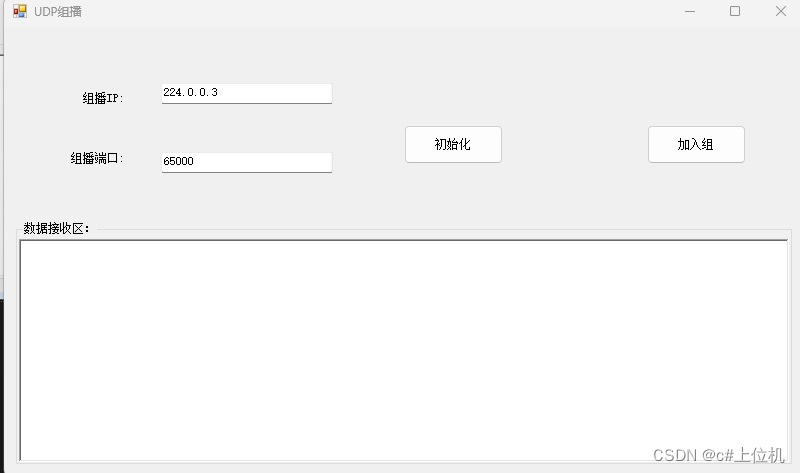 UDP组播
组播IP:
224.0.0.3
初始化
加入组
组播端口:
65000
数据接收区:
CSDN @c#上位机